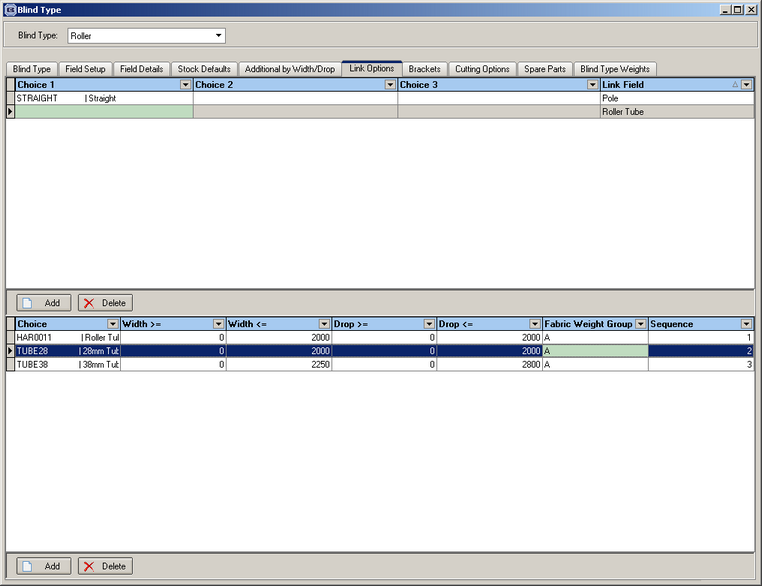 Blind Type
Blind Type: Roller
Blind Type Field Setup Field Details Stock Defaults Additional by Width/Drop Link Options Brackets Cutting Options Spare Parts Blind Type Weights
Choice 1 Choice 2 Choice 3 Link Field
STRAIGHT | Straight Pole
Roller Tube
Add Delete
Choice Width >= Width <= Drop >= Drop <= Fabric Weight Group Sequence
HAR0011 | Roller Tul 0 2000 0 2000 A 1
TUBE28 | 28mm Tub 0 2000 0 2000 A 2
TUBE38 | 38mm Tub 0 2250 0 2800 A 3
Add Delete